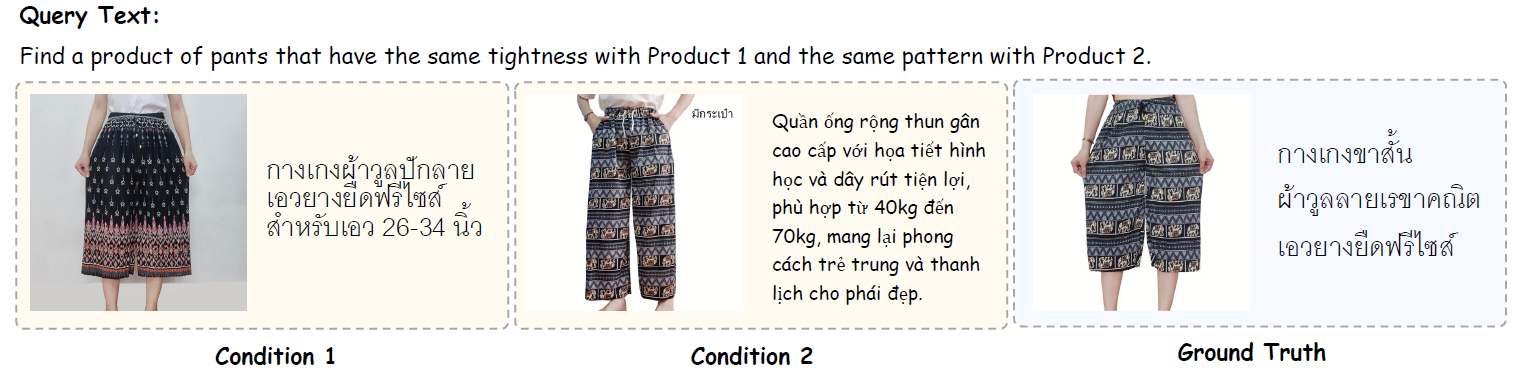 Query Text:
Find a product of pants that have the same tightness with Product 1 and the same pattern with Product 2.
กางเกงผ้าวูลปักลาย
เอวยางยืดฟรีไซส์
สำหรับเอว 26-34 นิ้ว
มีกระเป๋า
Quần ống rộng thun gân
cao cấp với họa tiết hình
học và dây rút tiện lợi,
phù hợp từ 40kg đến
70kg, mang lại phong
cách trẻ trung và thanh
lịch cho phái đẹp.
กางเกงขาสั้น
ผ้าวูลลายเรขาคณิต
เอวยางยืดฟรีไซส์
Condition 1
Condition 2
Ground Truth